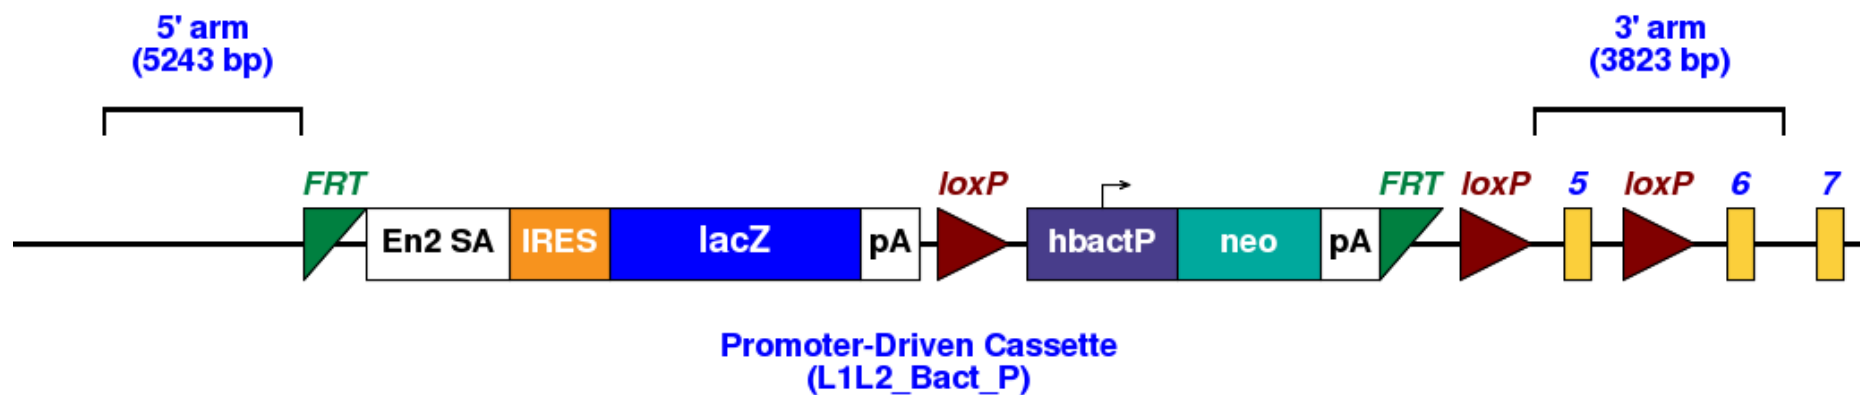 5' arm
(5243 bp)
3' arm
(3823 bp)
FRT loxP FRT loxP 5 loxP 6 7
En2 SA IRES lacZ pA hbactP neo pA
Promoter-Driven Cassette
(L1L2_Bact_P)